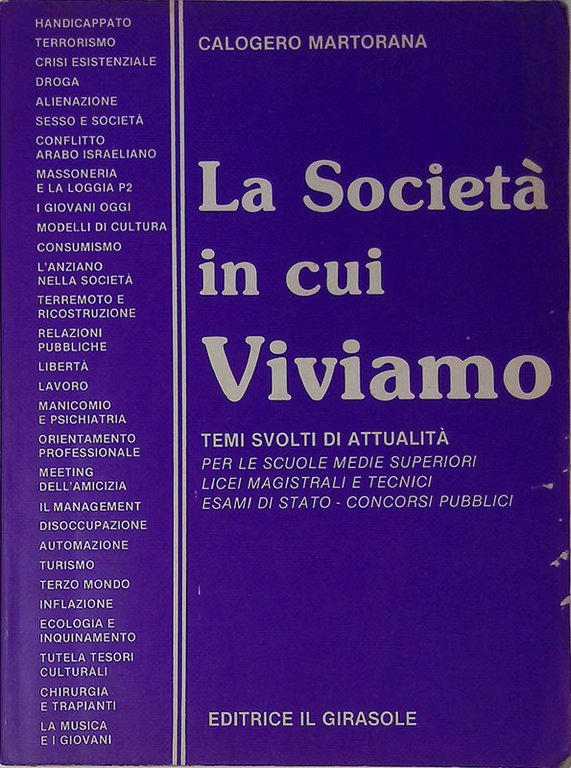 HANDICAPPATO
TERRORISMO
CRISI ESISTENZIALE
DROGA
ALIENAZIONE
SESSO E SOCIETÀ
CONFLITTO
ARABO ISRAELIANO
MASSONERIA
E LA LOGGIA P2
I GIOVANI OGGI
MODELLI DI CULTURA
CONSUMISMO
L'ANZIANO
NELLA SOCIETÀ
TERREMOTO E
RICOSTRUZIONE
RELAZIONI
PUBBLICHE
LIBERTÀ
LAVORO
MANICOMIO
E PSICHIATRIA
ORIENTAMENTO
PROFESSIONALE
MEETING
DELL'AMICIZIA
IL MANAGEMENT
DISOCCUPAZIONE
AUTOMAZIONE
TURISMO
TERZO MONDO
INFLAZIONE
ECOLOGIA E
INQUINAMENTO
TUTELA TESORI
CULTURALI
CHIRURGIA
E TRAPIANTI
LA MUSICA
E I GIOVANI
CALOGERO MARTORANA
La Società
in cui
Viviamo
TEMI SVOLTI DI ATTUALITÀ
PER LE SCUOLE MEDIE SUPERIORI
LICEI MAGISTRALI E TECNICI
ESAMI DI STATO - CONCORSI PUBBLICI
EDITRICE IL GIRASOLE